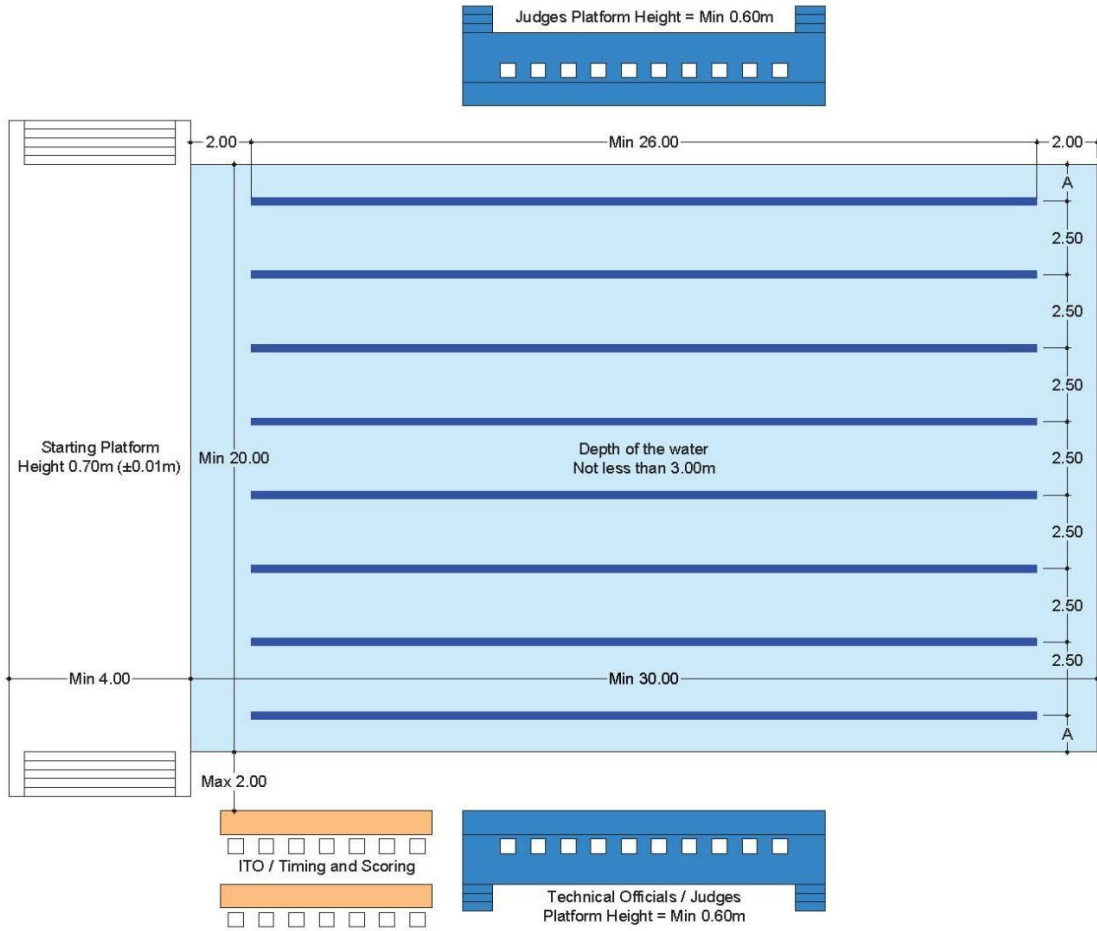 Judges Platform Height = Min 0.60m
2.00
Min 26.00
2.00
A
2.50
2.50
2.50
Starting Platform
Height 0.70m (±0.01m)
Min 20.00
Depth of the water
Not less than 3.00m
2.50
2.50
2.50
2.50
Min 4.00
Min 30.00
A
Max 2.00
ITO / Timing and Scoring
Technical Officials / Judges
Platform Height = Min 0.60m